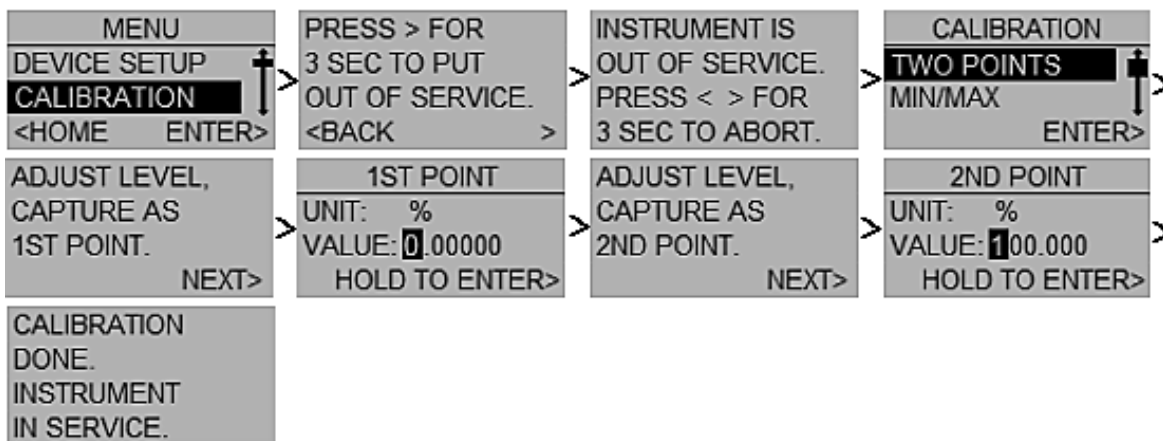 MENU
DEVICE SETUP
CALIBRATION
<HOME ENTER>
>
PRESS > FOR
3 SEC TO PUT
OUT OF SERVICE.
<BACK >
>
INSTRUMENT IS
OUT OF SERVICE.
PRESS < > FOR
3 SEC TO ABORT.
>
CALIBRATION
TWO POINTS
MIN/MAX
ENTER>
>
ADJUST LEVEL,
CAPTURE AS
1ST POINT.
NEXT>
>
1ST POINT
UNIT: %
VALUE: 0.00000
HOLD TO ENTER>
>
ADJUST LEVEL,
CAPTURE AS
2ND POINT.
NEXT>
>
2ND POINT
UNIT: %
VALUE: 100.000
HOLD TO ENTER>
>
CALIBRATION
DONE.
INSTRUMENT
IN SERVICE.